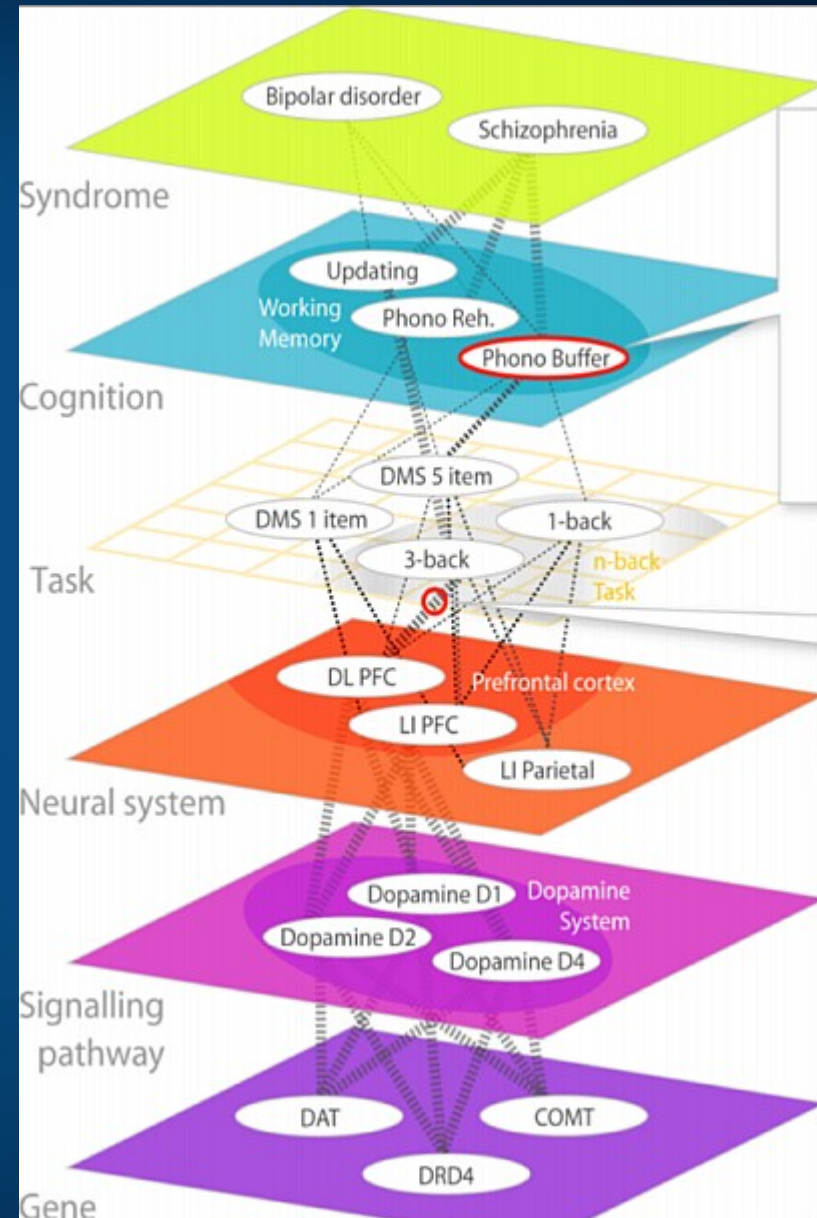 Bipolar disorder
Schizophrenia
Syndrome
Updating
Working
Memory
Phono Reh.
Phono Buffer
Cognition
DMS 5 item
DMS 1 item
1-back
3-back
n-back
Task
Task
DL PFC
Prefrontal cortex
LI PFC
LI Parietal
Neural system
Dopamine D1
Dopamine
System
Dopamine D2
Dopamine D4
Signalling
pathway
DAT
COMT
DRD4
Gene